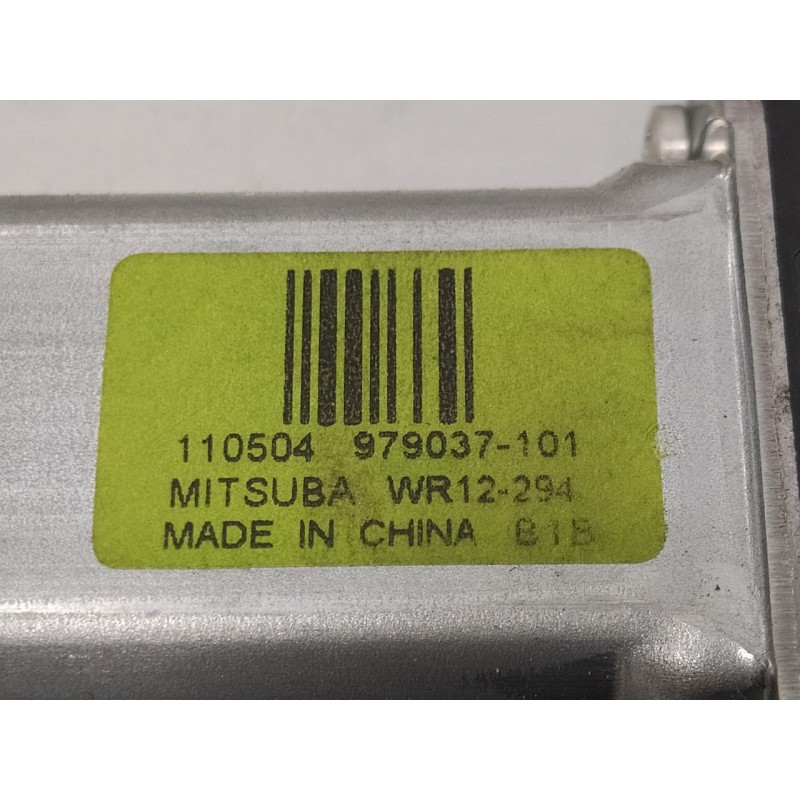 110504 979037-101
MITSUBA WR12-294
MADE IN CHINA B1B